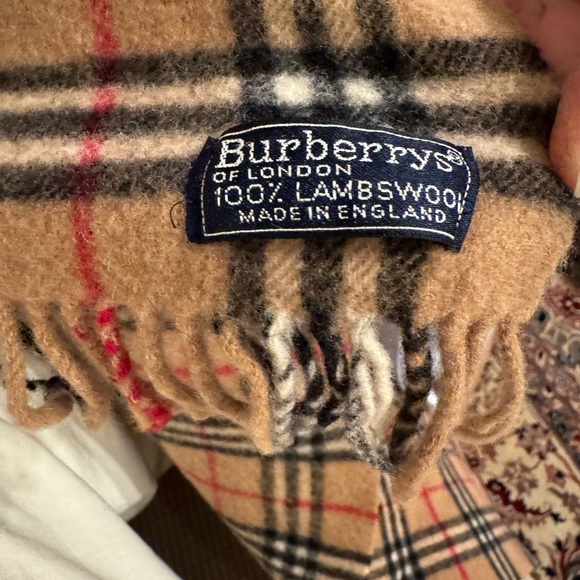 Burberrys®
OF LONDON
100% LAMBSWOOL
MADE IN ENGLAND